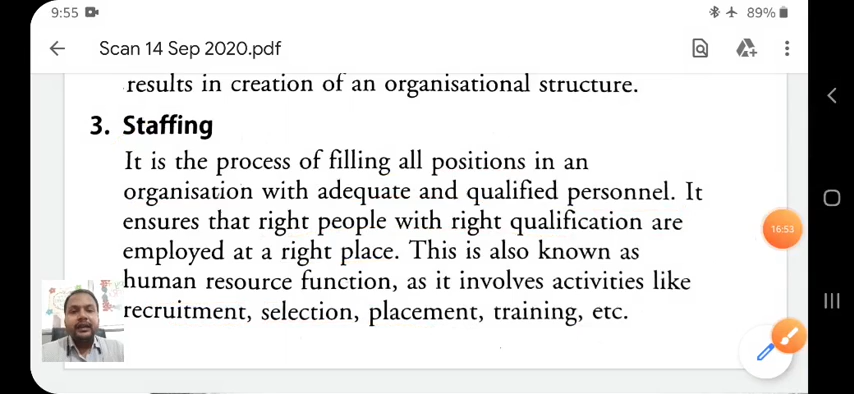 9:55
89%
Scan 14 Sep 2020.pdf
results in creation of an organisational structure.
3. Staffing
It is the process of filling all positions in an
organisation with adequate and qualified personnel. It
ensures that right people with right qualification are
employed at a right place. This is also known as
human resource function, as it involves activities like
recruitment, selection, placement, training, etc.
16:53